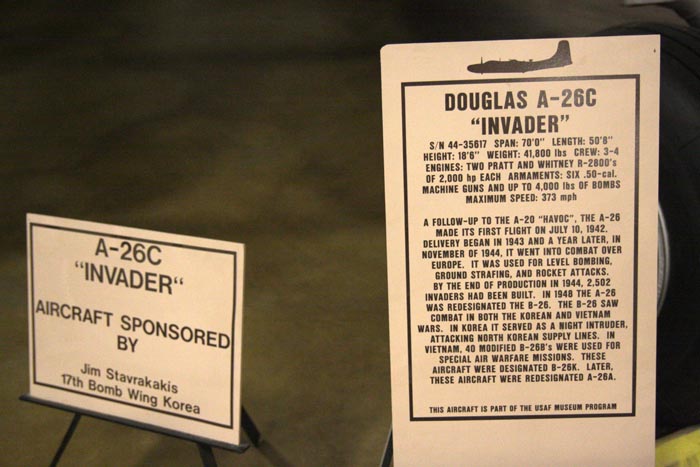 A-26C
"INVADER"
AIRCRAFT SPONSORED
BY
Jim Stavrakakis
17th Bomb Wing Korea
DOUGLAS A-26C
"INVADER"
S/N 44-35617 SPAN: 70'0" LENGTH: 50'8"
HEIGHT: 18'6" WEIGHT: 41,800 lbs CREW: 3-4
ENGINES: TWO PRATT AND WHITNEY R-2800's
OF 2,000 hp EACH ARMAMENTS: SIX .50-cal.
MACHINE GUNS AND UP TO 4,000 lbs OF BOMBS
MAXIMUM SPEED: 373 mph
A FOLLOW-UP TO THE A-20 "HAVOC", THE A-26
MADE ITS FIRST FLIGHT ON JULY 10, 1942.
DELIVERY BEGAN IN 1943 AND A YEAR LATER, IN
NOVEMBER OF 1944, IT WENT INTO COMBAT OVER
EUROPE. IT WAS USED FOR LEVEL BOMBING,
GROUND STRAFING, AND ROCKET ATTACKS.
BY THE END OF PRODUCTION IN 1944, 2,502
INVADERS HAD BEEN BUILT. IN 1948 THE A-26
WAS REDESIGNATED THE B-26. THE B-26 SAW
COMBAT IN BOTH THE KOREAN AND VIETNAM
WARS. IN KOREA IT SERVED AS A NIGHT INTRUDER,
ATTACKING NORTH KOREAN SUPPLY LINES. IN
VIETNAM, 40 MODIFIED B-26B's WERE USED FOR
SPECIAL AIR WARFARE MISSIONS. THESE
AIRCRAFT WERE DESIGNATED B-26K. LATER,
THESE AIRCRAFT WERE REDESIGNATED A-26A.
THIS AIRCRAFT IS PART OF THE USAF MUSEUM PROGRAM